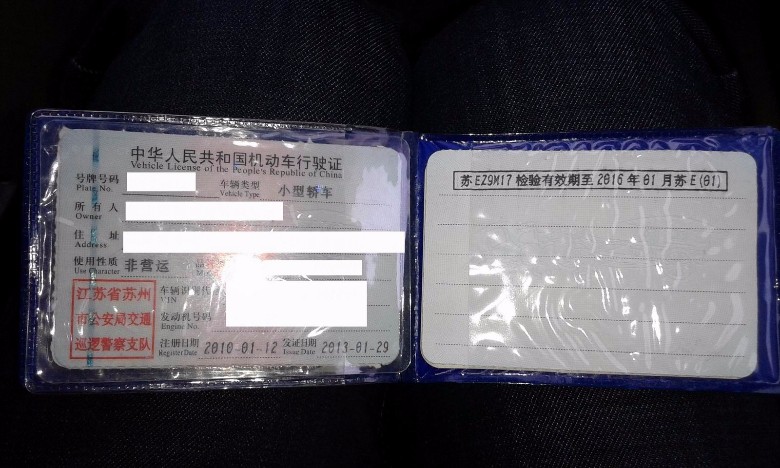 中华人民共和国机动车行驶证
Vehicle License of the People's Republic of China
号牌号码
Plate No.
车辆类型 小型轿车
Vehicle Type
所有人
Owner
住址
Address
使用性质 非营运
Use Character
车辆识别代
VIN
发动机号码
Engine No.
注册日期 2010-01-12 发证日期 2013-01-29
Register Date Issue Date
江苏省苏州
市公安局交通
巡逻警察支队
苏EZ9M17检验有效期至2016年01月苏E(01)